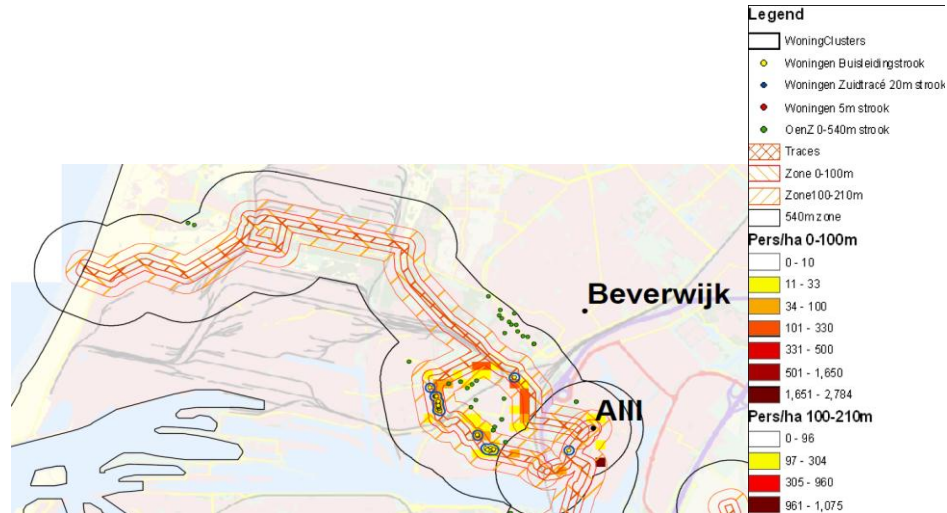 Legend
WoningClusters
Woningen Buisleidingstrook
Woningen Zuidtracé 20m strook
Woningen 5m strook
OenZ 0-540m strook
Traces
Zone 0-100m
Zone100-210m
540m zone
Pers/ha 0-100m
0 - 10
11 - 33
34 - 100
101 - 330
331 - 500
501 - 1,650
1,651 - 2,784
Pers/ha 100-210m
0 - 96
97 - 304
305 - 960
961 - 1,075
Beverwijk
AIII